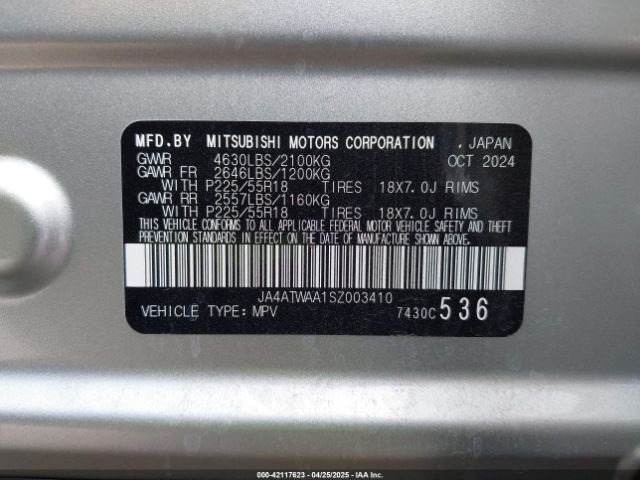 MFD.BY MITSUBISHI MOTORS CORPORATION , JAPAN
GVWR 4630LBS/2100KG OCT 2024
GAWR FR 2646LBS/1200KG
WITH P225/55R18 TIRES 18X7.0J RIMS
GAWR RR 2557LBS/1160KG
WITH P225/55R18 TIRES 18X7.0J RIMS
THIS VEHICLE CONFORMS TO ALL APPLICABLE FEDERAL MOTOR VEHICLE SAFETY AND THEFT
PREVENTION STANDARDS IN EFFECT ON THE DATE OF MANUFACTURE SHOWN ABOVE.
JA4ATWAA1SZ003410
VEHICLE TYPE:MPV 7430C 536
000-42117623 - 04/25/2025 - IAA Inc.